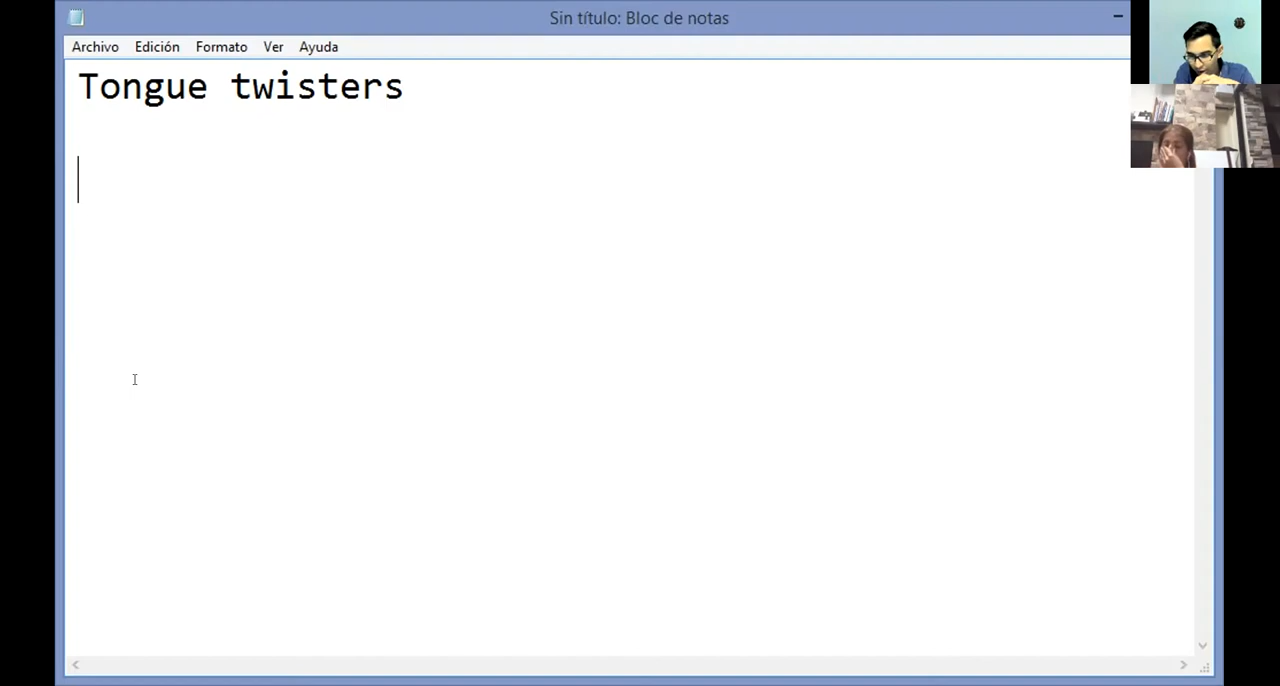 Sin título: Bloc de notas
Archivo Edición Formato Ver Ayuda
Tongue twisters